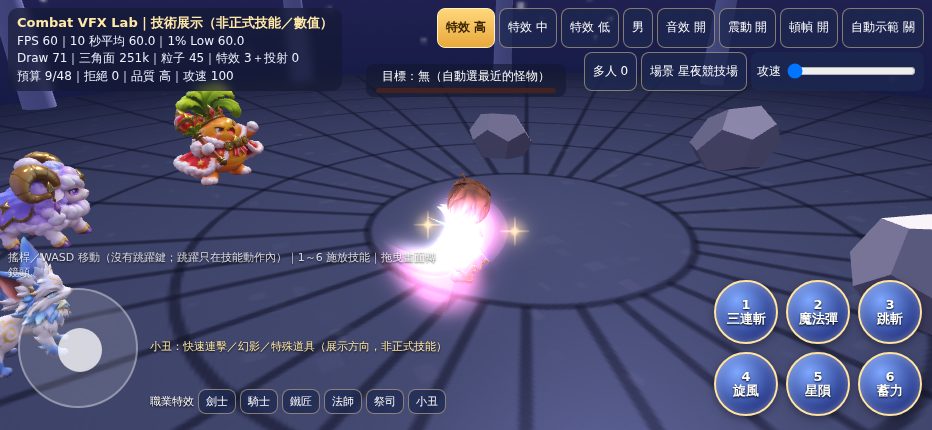 Combat VFX Lab｜技術展示（非正式技能／數值）
FPS 60｜10 秒平均 60.0｜1% Low 60.0
Draw 71｜三角面 251k｜粒子 45｜特效 3＋投射 0
預算 9/48｜拒絕 0｜品質 高｜攻速 100
特效 高
特效 中
特效 低
男
音效 開
震動 開
頓幀 開
自動示範 關
目標：無（自動選最近的怪物）
多人 0
場景 星夜競技場
攻速
搖桿／WASD 移動（沒有跳躍鍵；跳躍只在技能動作內）｜1～6 施放技能｜拖曳畫面轉
鏡頭
小丑：快速連擊／幻影／特殊道具（展示方向，非正式技能）
職業特效
劍士
騎士
鐵匠
法師
祭司
小丑
1
三連斬
2
魔法彈
3
跳斬
4
旋風
5
星隕
6
蓄力